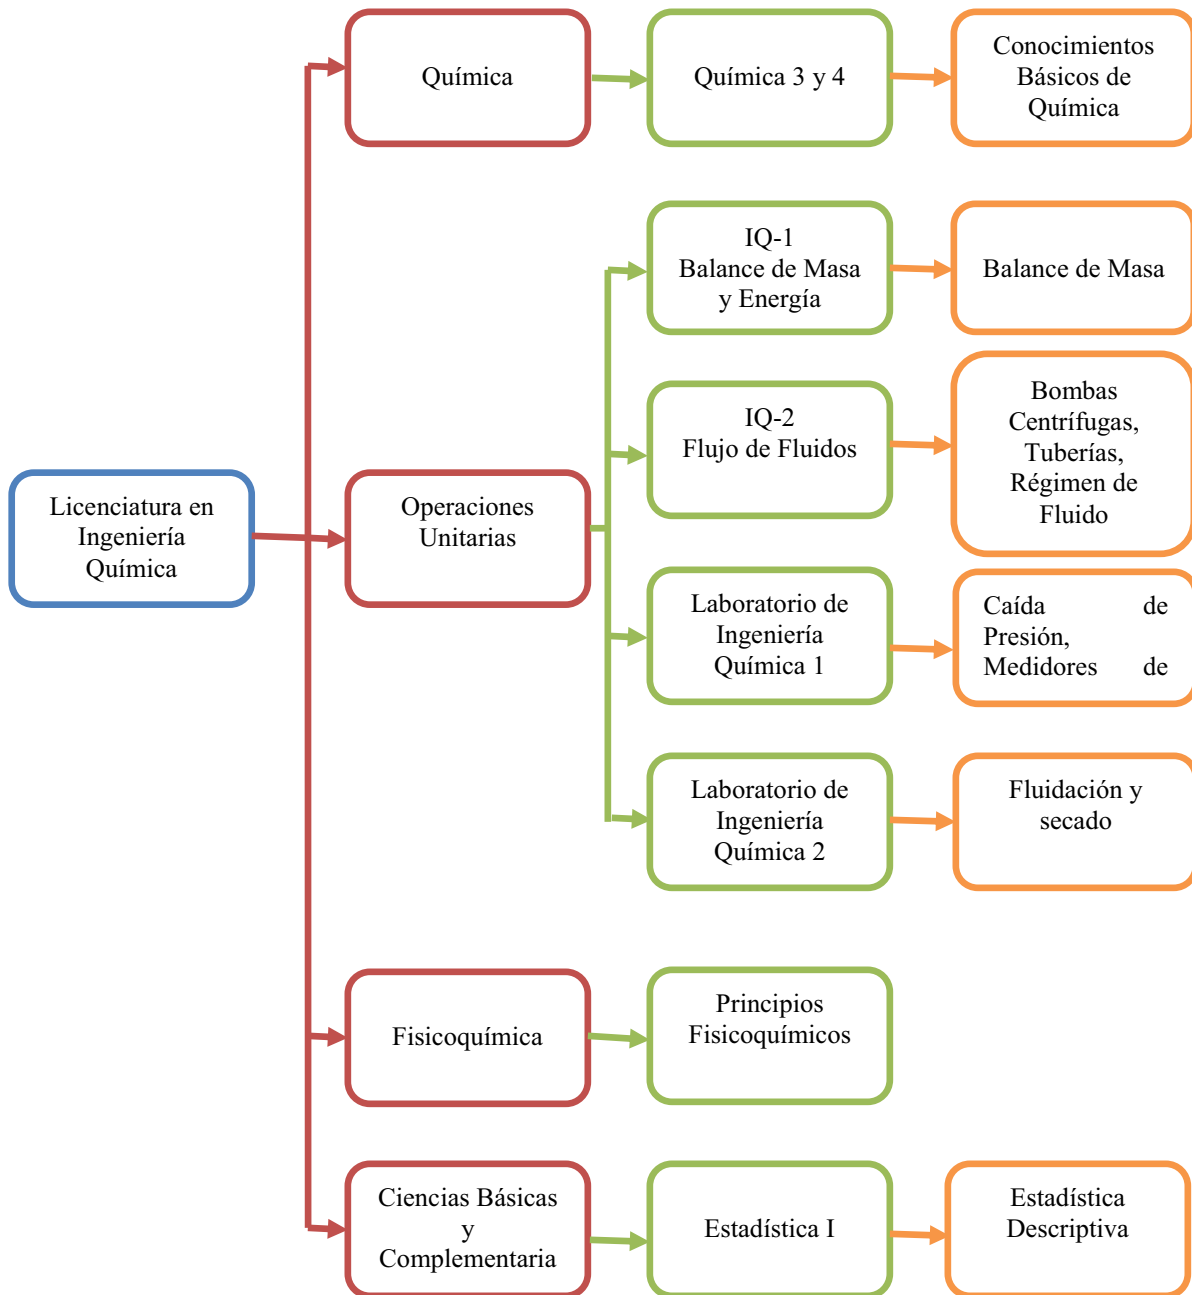 Química
Química 3 y 4
Conocimientos
Básicos de
Química
IQ-1
Balance de Masa
y Energía
Balance de Masa
IQ-2
Flujo de Fluidos
Bombas
Centrífugas,
Tuberías,
Régimen de
Fluido
Licenciatura en
Ingeniería
Química
Operaciones
Unitarias
Laboratorio de
Ingeniería
Química 1
Caída de
Presión,
Medidores de
Laboratorio de
Ingeniería
Química 2
Fluidación y
secado
Fisicoquímica
Principios
Fisicoquímicos
Ciencias Básicas
y
Complementaria
Estadística I
Estadística
Descriptiva